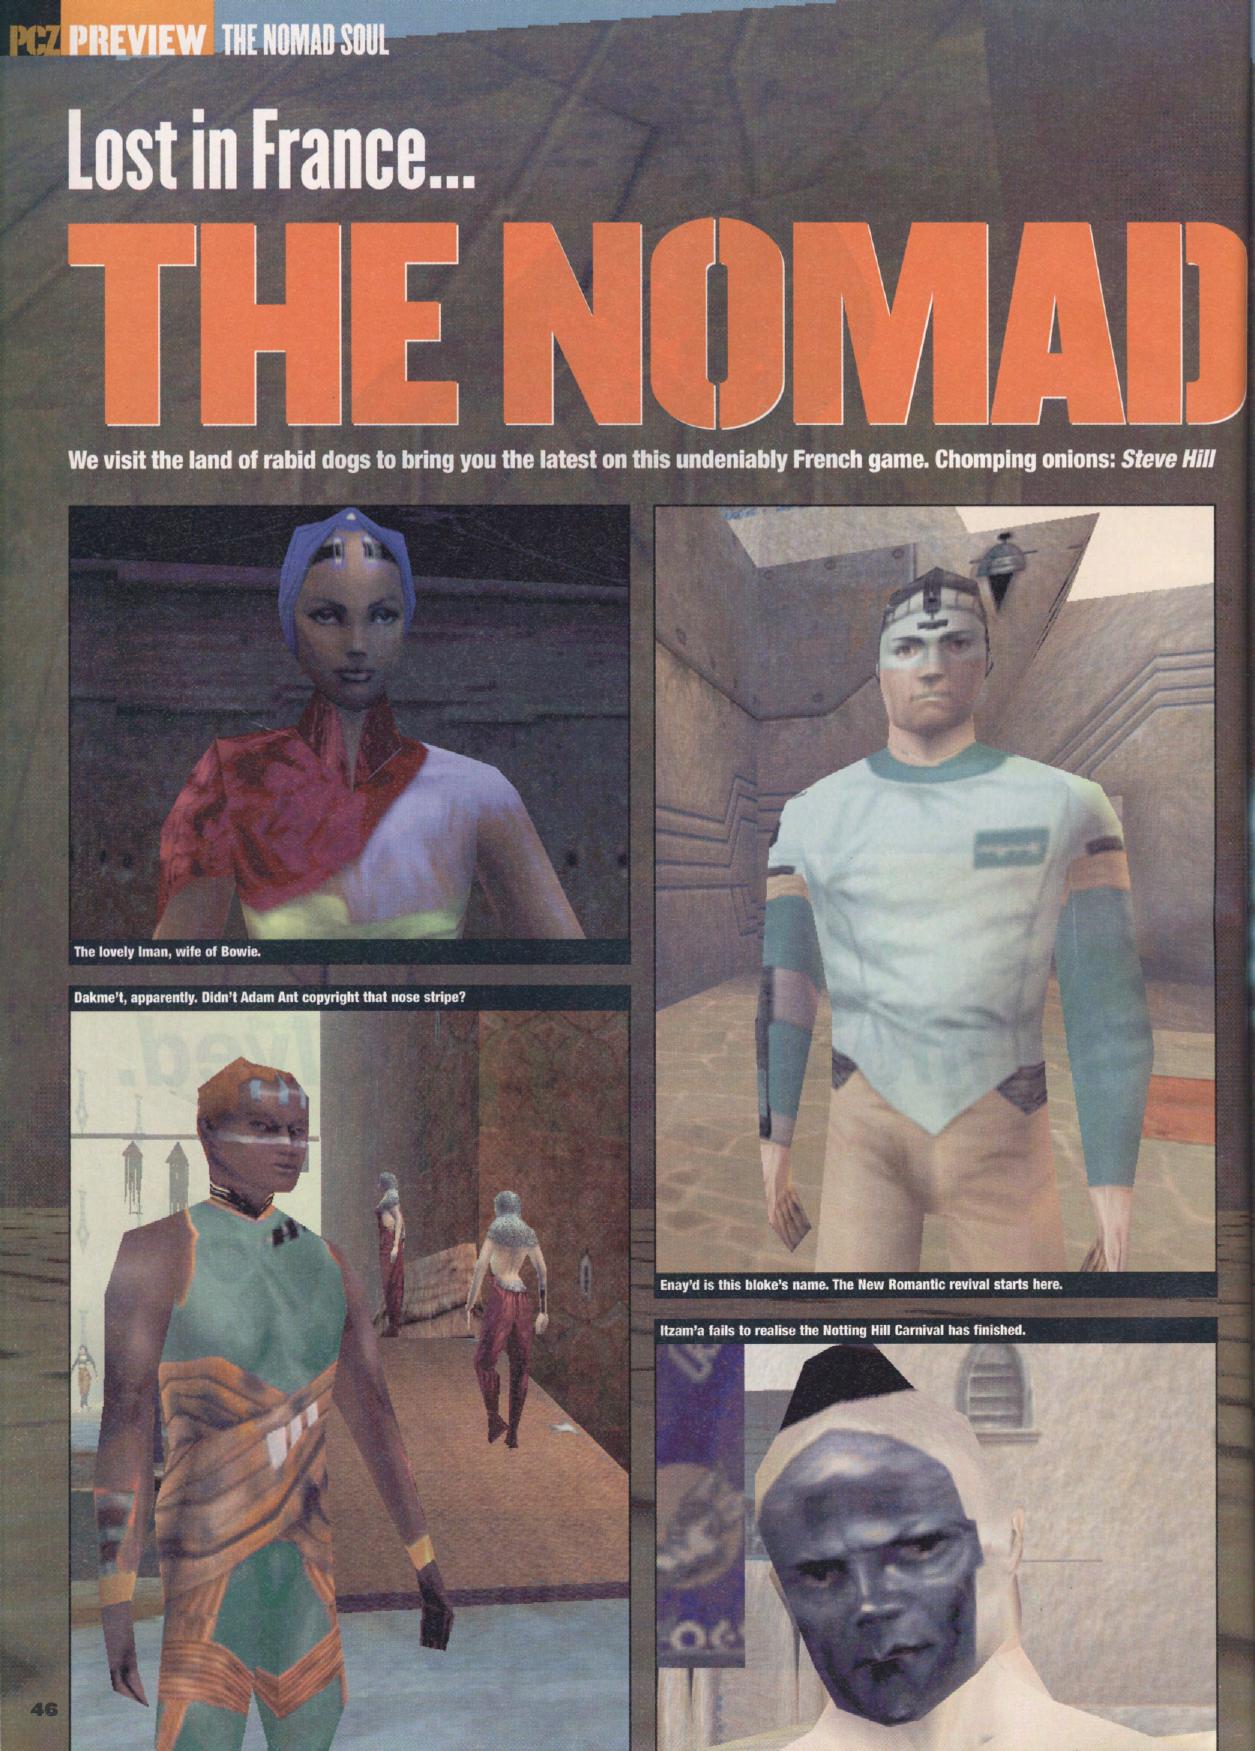 PCZ PREVIEW THE NOMAD SOUL
Lost in France...
THE NOMAD
We visit the land of rabid dogs to bring you the latest on this undeniably French game. Chomping onions: Steve Hill
The lovely Iman, wife of Bowie.
Dakme't, apparently. Didn't Adam Ant copyright that nose stripe?
Enay'd is this bloke's name. The New Romantic revival starts here.
Itzam'a fails to realise the Notting Hill Carnival has finished.
46